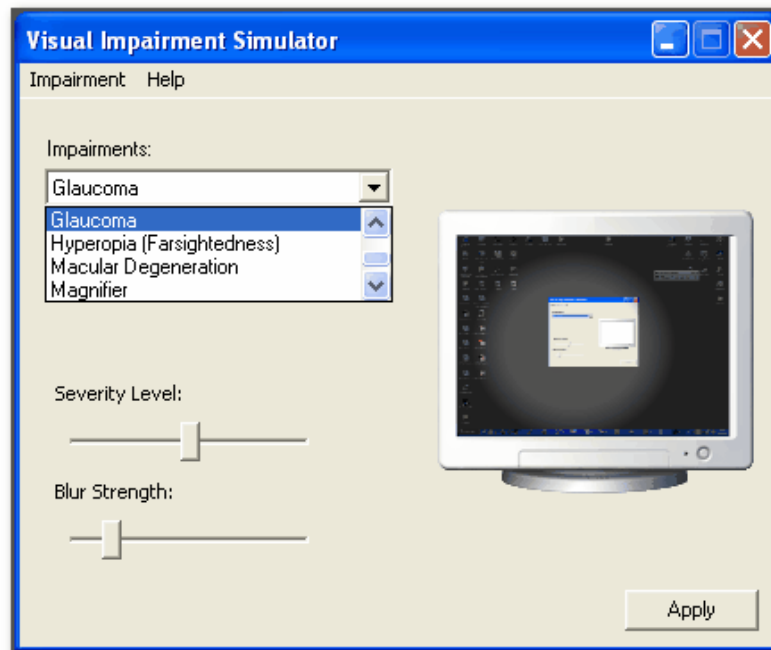 Visual Impairment Simulator
Impairment Help
Impairments:
Glaucoma
Glaucoma
Hyperopia (Farsightedness)
Macular Degeneration
Magnifier
Severity Level:
Blur Strength:
Apply